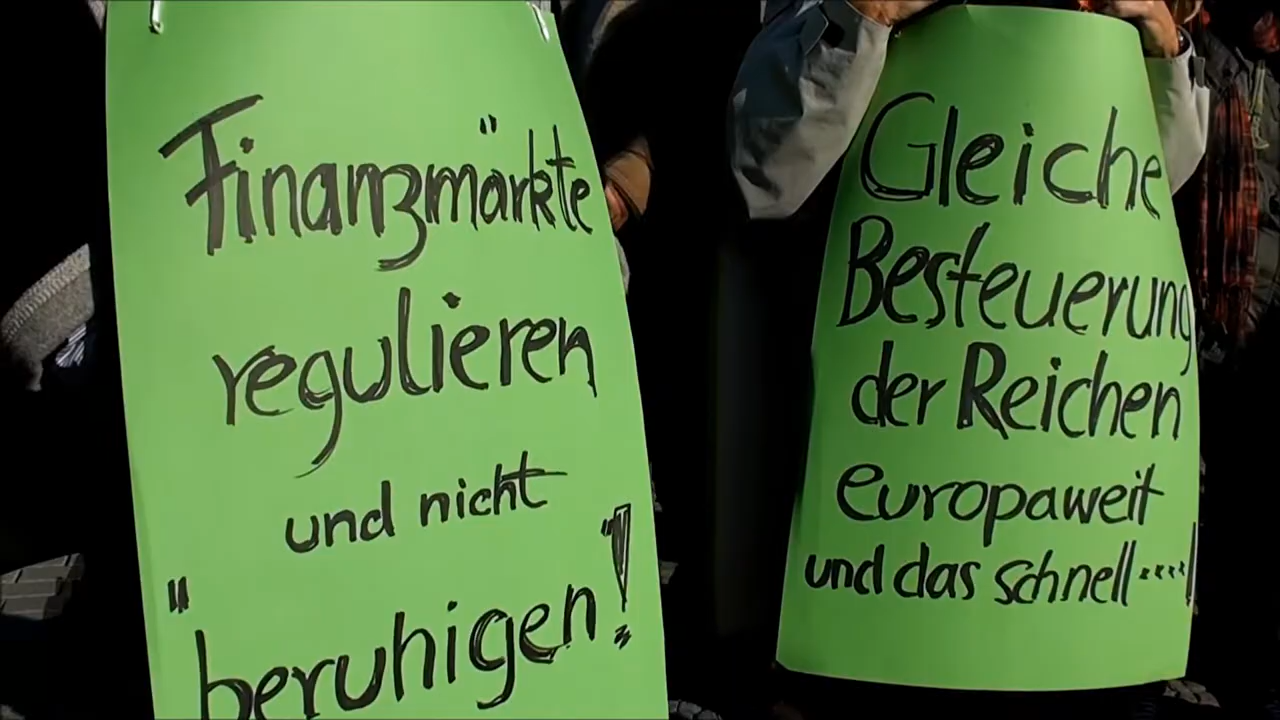 Finanzmärkte
regulieren
und nicht
"beruhigen"!
Gleiche
Besteuerung
der Reichen
europaweit
und das schnell....!